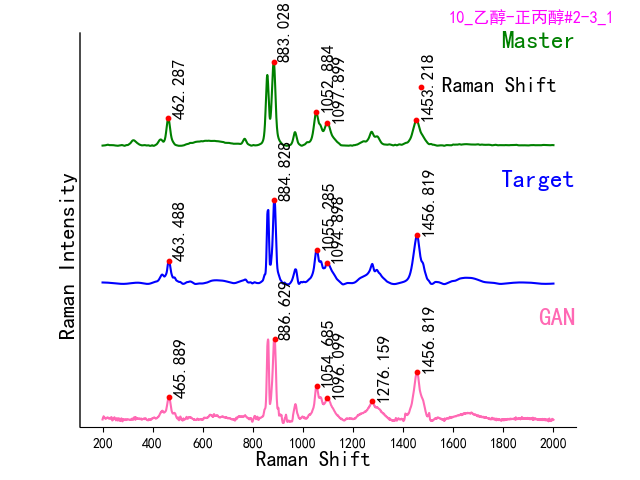 10_乙醇-正丙醇#2-3_1
Master
Raman Shift
462.287
883.028
1052.884
1097.899
1453.218
Target
463.488
884.828
1055.285
1094.898
1456.819
GAN
465.889
886.629
1054.685
1096.099
1276.159
1456.819
Raman Intensity
200 400 600 800 1000 1200 1400 1600 1800 2000
Raman Shift